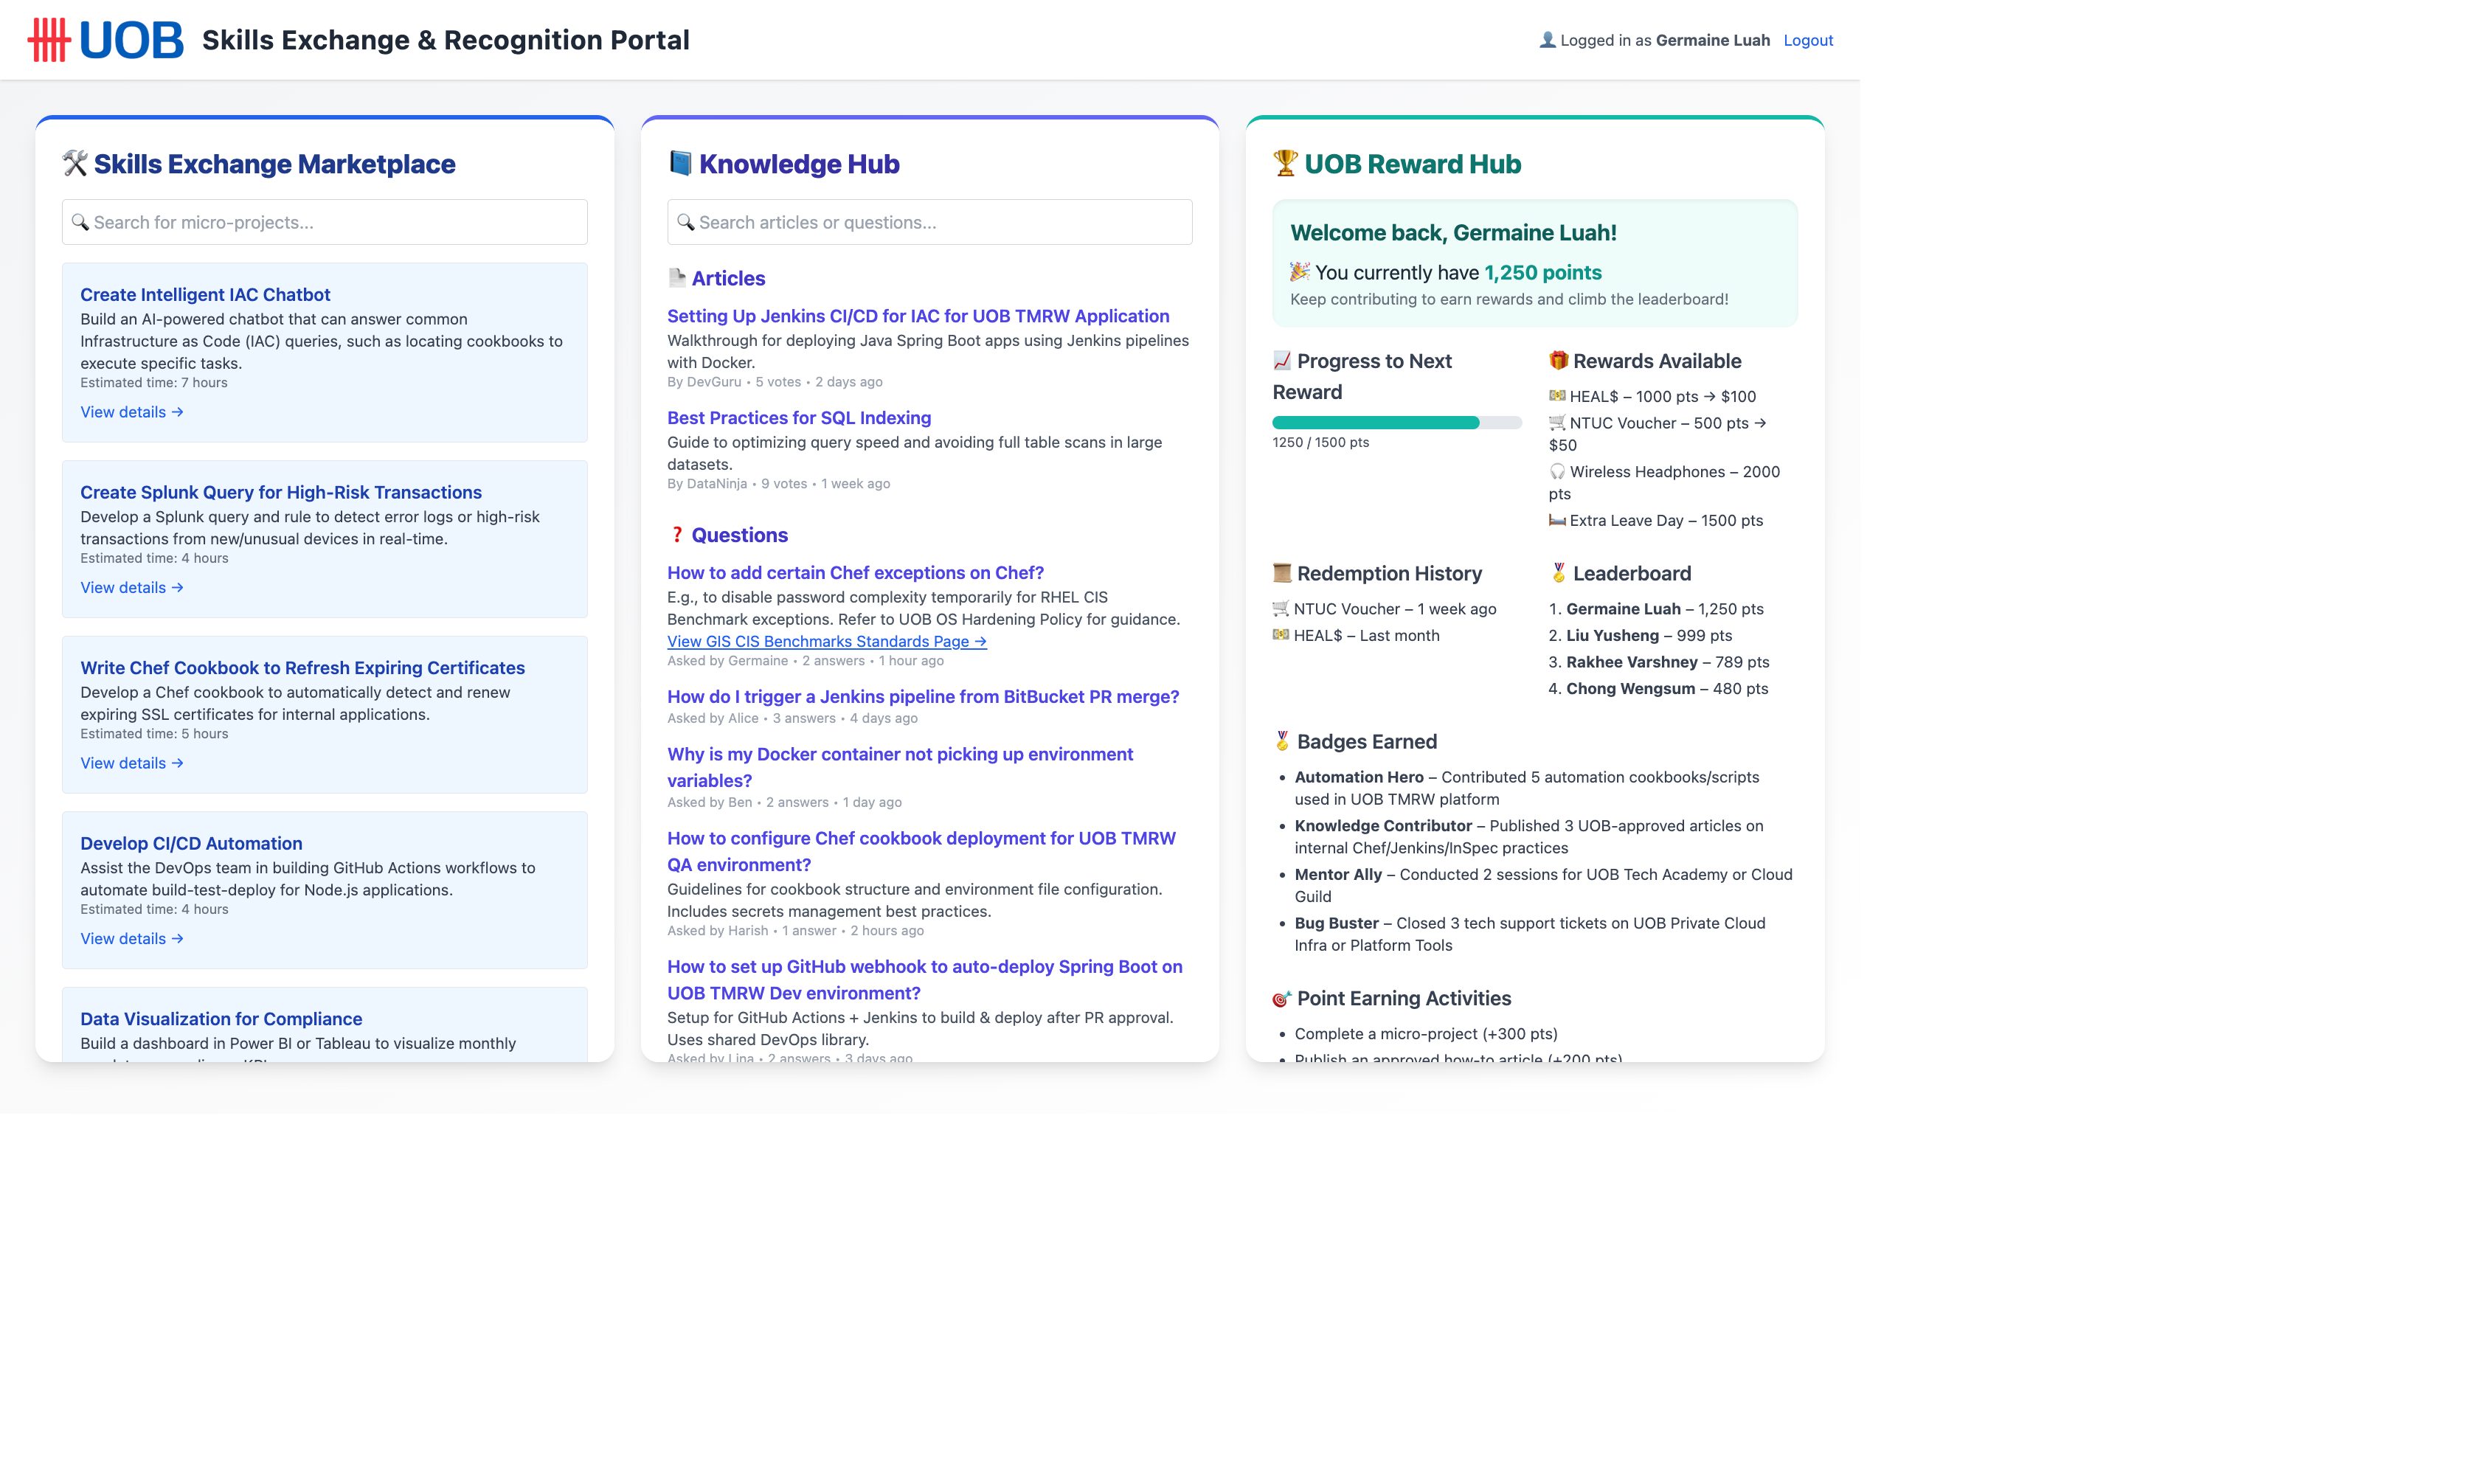 UOB Skills Exchange & Recognition Portal
Logged in as Germaine Luah Logout
Skills Exchange Marketplace
Search for micro-projects...
Create Intelligent IAC Chatbot
Build an AI-powered chatbot that can answer common
Infrastructure as Code (IAC) queries, such as locating cookbooks to
execute specific tasks.
Estimated time: 7 hours
View details →
Create Splunk Query for High-Risk Transactions
Develop a Splunk query and rule to detect error logs or high-risk
transactions from new/unusual devices in real-time.
Estimated time: 4 hours
View details →
Write Chef Cookbook to Refresh Expiring Certificates
Develop a Chef cookbook to automatically detect and renew
expiring SSL certificates for internal applications.
Estimated time: 5 hours
View details →
Develop CI/CD Automation
Assist the DevOps team in building GitHub Actions workflows to
automate build-test-deploy for Node.js applications.
Estimated time: 4 hours
View details →
Data Visualization for Compliance
Build a dashboard in Power BI or Tableau to visualize monthly
Knowledge Hub
Search articles or questions...
Articles
Setting Up Jenkins CI/CD for IAC for UOB TMRW Application
Walkthrough for deploying Java Spring Boot apps using Jenkins pipelines
with Docker.
By DevGuru • 5 votes • 2 days ago
Best Practices for SQL Indexing
Guide to optimizing query speed and avoiding full table scans in large
datasets.
By DataNinja • 9 votes • 1 week ago
Questions
How to add certain Chef exceptions on Chef?
E.g., to disable password complexity temporarily for RHEL CIS
Benchmark exceptions. Refer to UOB OS Hardening Policy for guidance.
View GIS CIS Benchmarks Standards Page →
Asked by Germaine • 2 answers • 1 hour ago
How do I trigger a Jenkins pipeline from BitBucket PR merge?
Asked by Alice • 3 answers • 4 days ago
Why is my Docker container not picking up environment
variables?
Asked by Ben • 2 answers • 1 day ago
How to configure Chef cookbook deployment for UOB TMRW
QA environment?
Guidelines for cookbook structure and environment file configuration.
Includes secrets management best practices.
Asked by Harish • 1 answer • 2 hours ago
How to set up GitHub webhook to auto-deploy Spring Boot on
UOB TMRW Dev environment?
Setup for GitHub Actions + Jenkins to build & deploy after PR approval.
Uses shared DevOps library.
Asked by Lina • 2 answers • 3 days ago
UOB Reward Hub
Welcome back, Germaine Luah!
You currently have 1,250 points
Keep contributing to earn rewards and climb the leaderboard!
Progress to Next
Reward
1250 / 1500 pts
Rewards Available
HEAL$ – 1000 pts → $100
NTUC Voucher – 500 pts →
$50
Wireless Headphones – 2000
pts
Extra Leave Day – 1500 pts
Redemption History
NTUC Voucher – 1 week ago
HEAL$ – Last month
Leaderboard
1. Germaine Luah – 1,250 pts
2. Liu Yusheng – 999 pts
3. Rakhee Varshney – 789 pts
4. Chong Wengsum – 480 pts
Badges Earned
• Automation Hero – Contributed 5 automation cookbooks/scripts
used in UOB TMRW platform
• Knowledge Contributor – Published 3 UOB-approved articles on
internal Chef/Jenkins/InSpec practices
• Mentor Ally – Conducted 2 sessions for UOB Tech Academy or Cloud
Guild
• Bug Buster – Closed 3 tech support tickets on UOB Private Cloud
Infra or Platform Tools
Point Earning Activities
• Complete a micro-project (+300 pts)
• Publish an approved how-to article (+200 pts)